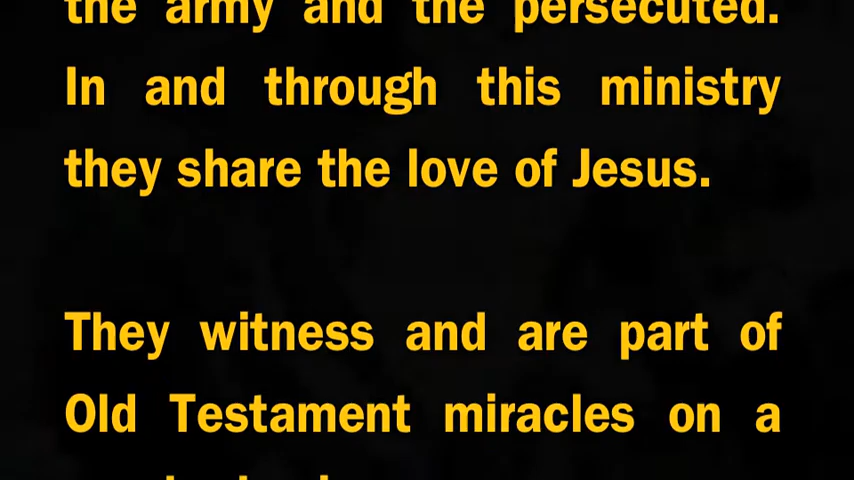 the army and the persecuted.
In and through this ministry
they share the love of Jesus.
They witness and are part of
Old Testament miracles on a